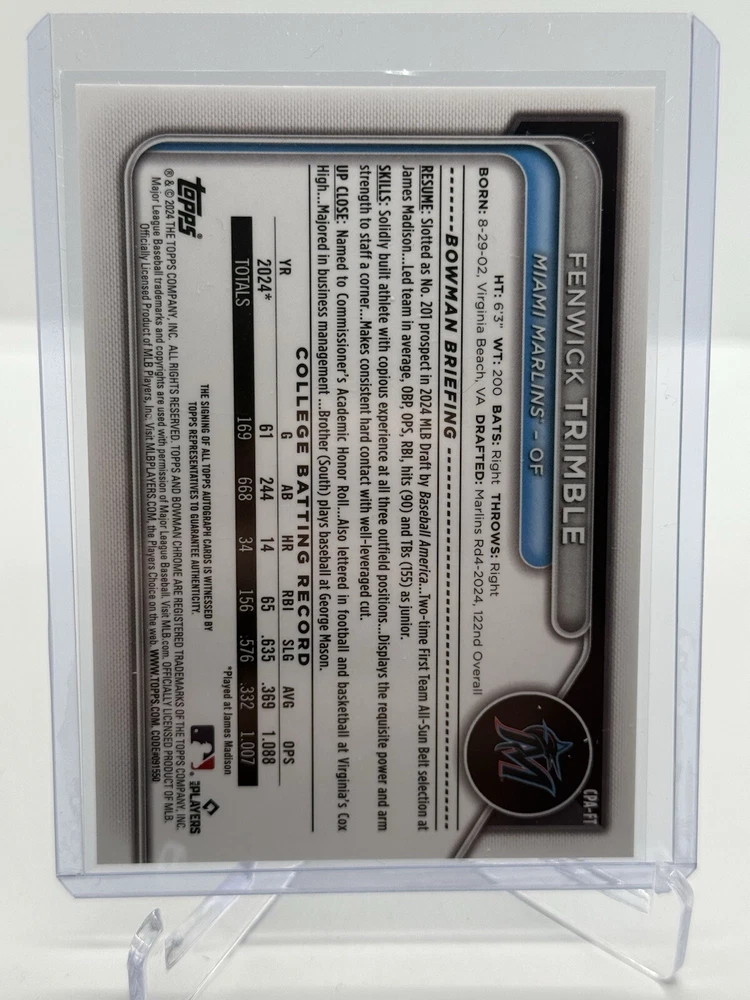 FENWICK TRIMBLE
MIAMI MARLINS® - OF
CPA-FT
HT: 6'3" WT: 200 BATS: Right THROWS: Right
BORN: 8-29-02, Virginia Beach, VA DRAFTED: Marlins Rd4-2024, 122nd Overall
------BOWMAN BRIEFING------
RESUME: Slotted as No. 201 prospect in 2024 MLB Draft by Baseball America...Two-time First Team All-Sun Belt selection at
James Madison...Led team in average, OBP, OPS, RBI, hits (90) and TBs (155) as junior.
SKILLS: Solidly built athlete with copious experience at all three outfield positions...Displays the requisite power and arm
strength to staff a corner...Makes consistent hard contact with well-leveraged cut.
UP CLOSE: Named to Commissioner's Academic Honor Roll...Also lettered in football and basketball at Virginia's Cox
High...Majored in business management ...Brother (South) plays baseball at George Mason.
COLLEGE BATTING RECORD
YR G AB HR RBI SLG AVG OPS
2024* 61 244 14 65 .635 .369 1.088
TOTALS 169 668 34 156 .576 .332 1.007
*Played at James Madison
THE SIGNING OF ALL TOPPS AUTOGRAPH CARDS IS WITNESSED BY
TOPPS REPRESENTATIVES TO GUARANTEE AUTHENTICITY.
topps®
PLAYERS
® & © 2024 THE TOPPS COMPANY, INC. ALL RIGHTS RESERVED. TOPPS AND BOWMAN CHROME ARE REGISTERED TRADEMARKS OF THE TOPPS COMPANY, INC.
Major League Baseball trademarks and copyrights are used with permission of Major League Baseball. Visit MLB.com. OFFICIALLY LICENSED PRODUCT OF MLB
Officially Licensed Product of MLB Players, Inc. Visit MLBPLAYERS.COM, the Players Choice on the web. WWW.TOPPS.COM. CODE#091550